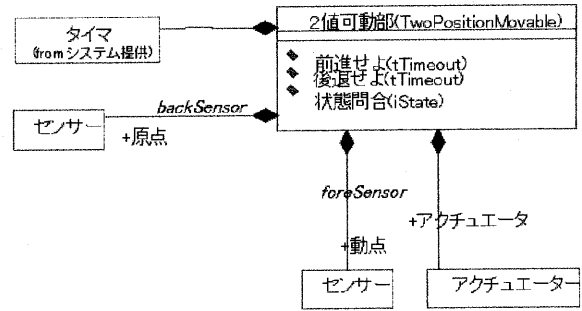 タイマ
(from システム提供)
2値可動部(TwoPositionMovable)
前進せよ(tTimeout)
後退せよ(tTimeout)
状態問合(iState)
backSensor
センサー
+原点
foreSensor
+アクチュエータ
+動点
センサー
アクチュエーター